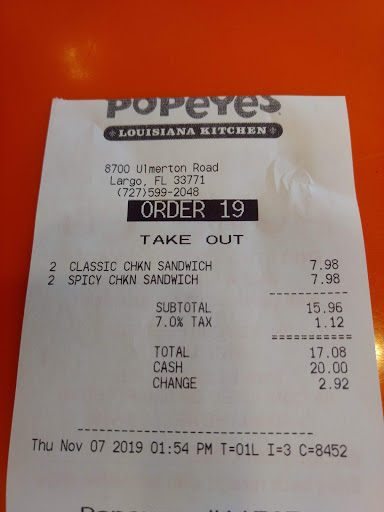 POPEYES
LOUISIANA KITCHEN
8700 Ulmerton Road
Largo, FL 33771
(727)599-2048
ORDER 19
TAKE OUT
2 CLASSIC CHKN SANDWICH 7.98
2 SPICY CHKN SANDWICH 7.98
SUBTOTAL 15.96
7.0% TAX 1.12
TOTAL 17.08
CASH 20.00
CHANGE 2.92
Thu Nov 07 2019 01:54 PM T=01L I=3 C=8452